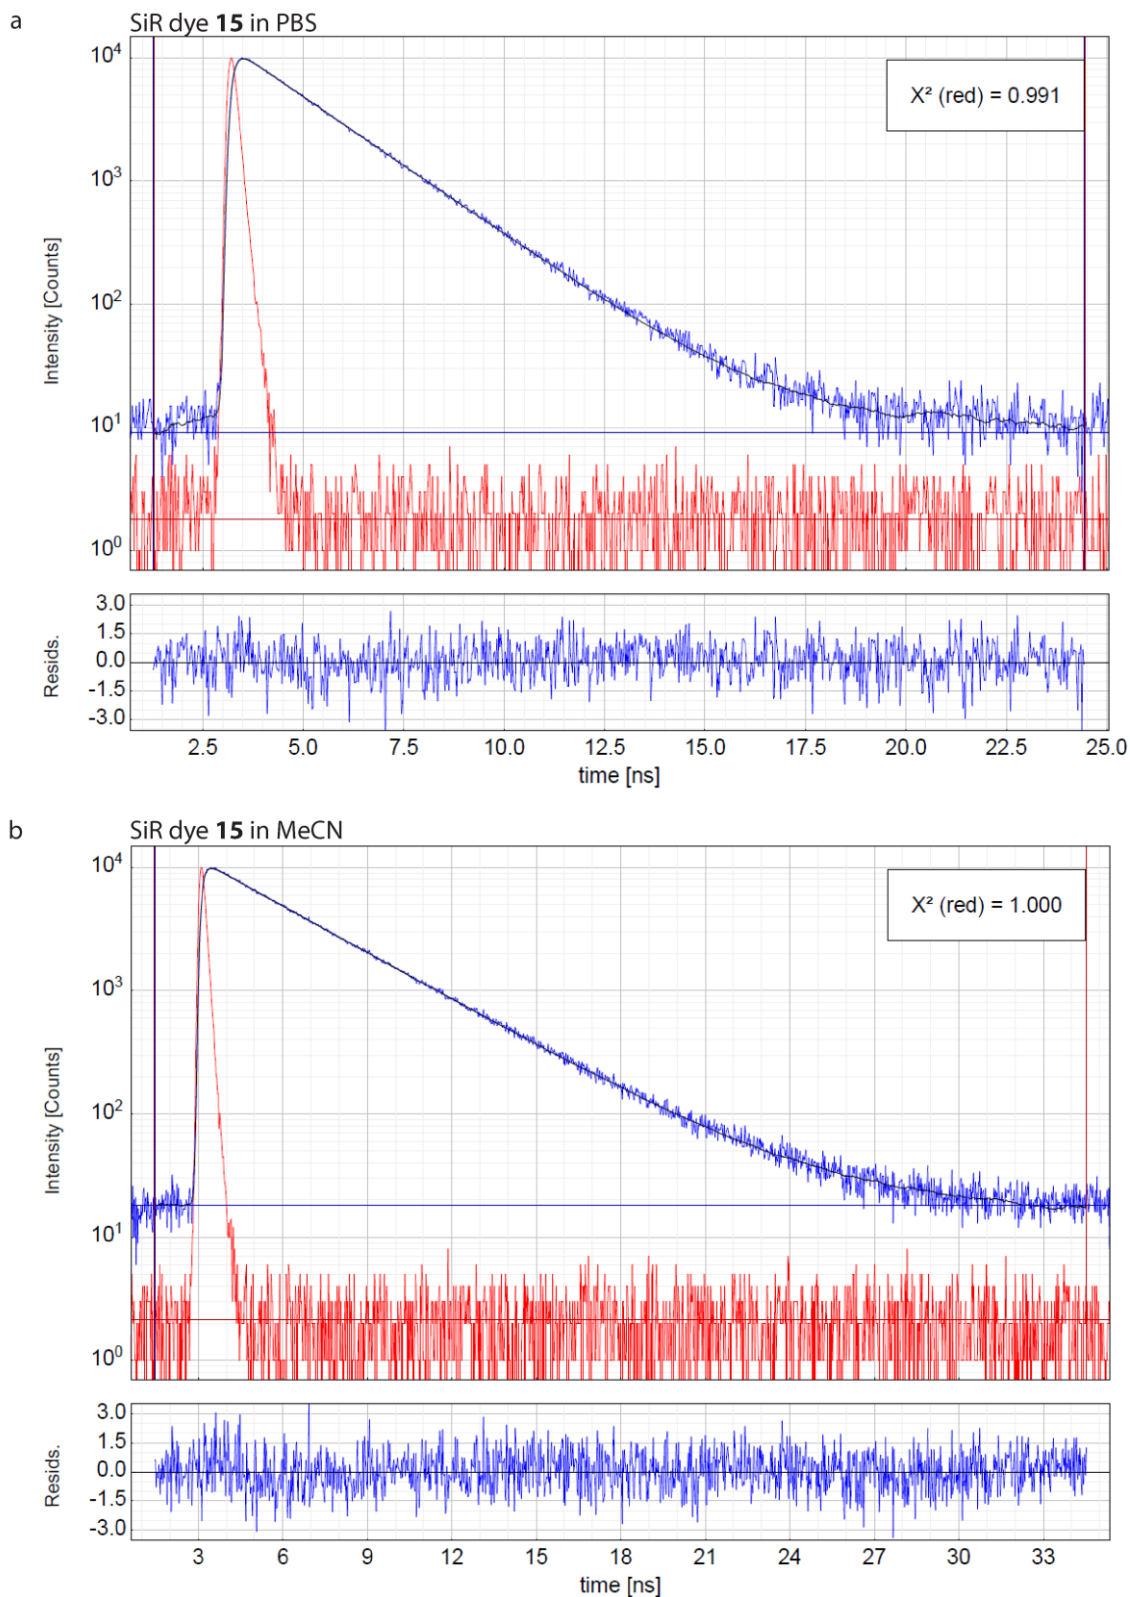 a
SiR dye 15 in PBS
10⁴
10³
10²
10¹
10⁰
Intensity [Counts]
X² (red) = 0.991
3.0
1.5
0.0
-1.5
-3.0
Resids.
2.5 5.0 7.5 10.0 12.5 15.0 17.5 20.0 22.5 25.0
time [ns]
b
SiR dye 15 in MeCN
10⁴
10³
10²
10¹
10⁰
Intensity [Counts]
X² (red) = 1.000
3.0
1.5
0.0
-1.5
-3.0
Resids.
3 6 9 12 15 18 21 24 27 30 33
time [ns]